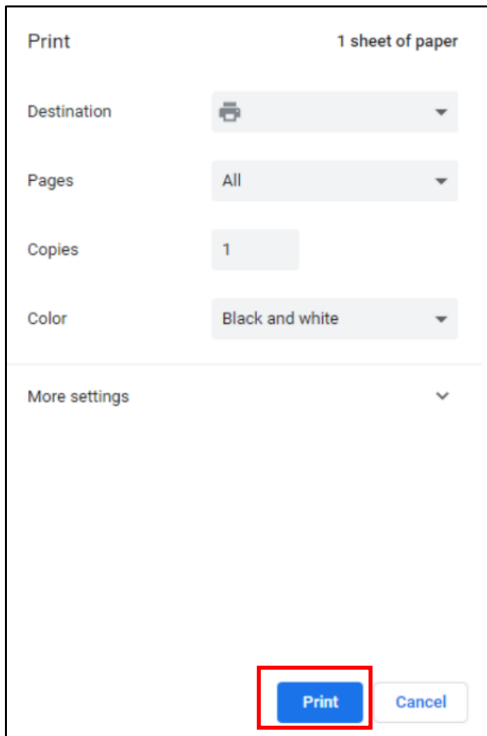 Print 1 sheet of paper
Destination
Pages All
Copies 1
Color Black and white
More settings
Print Cancel